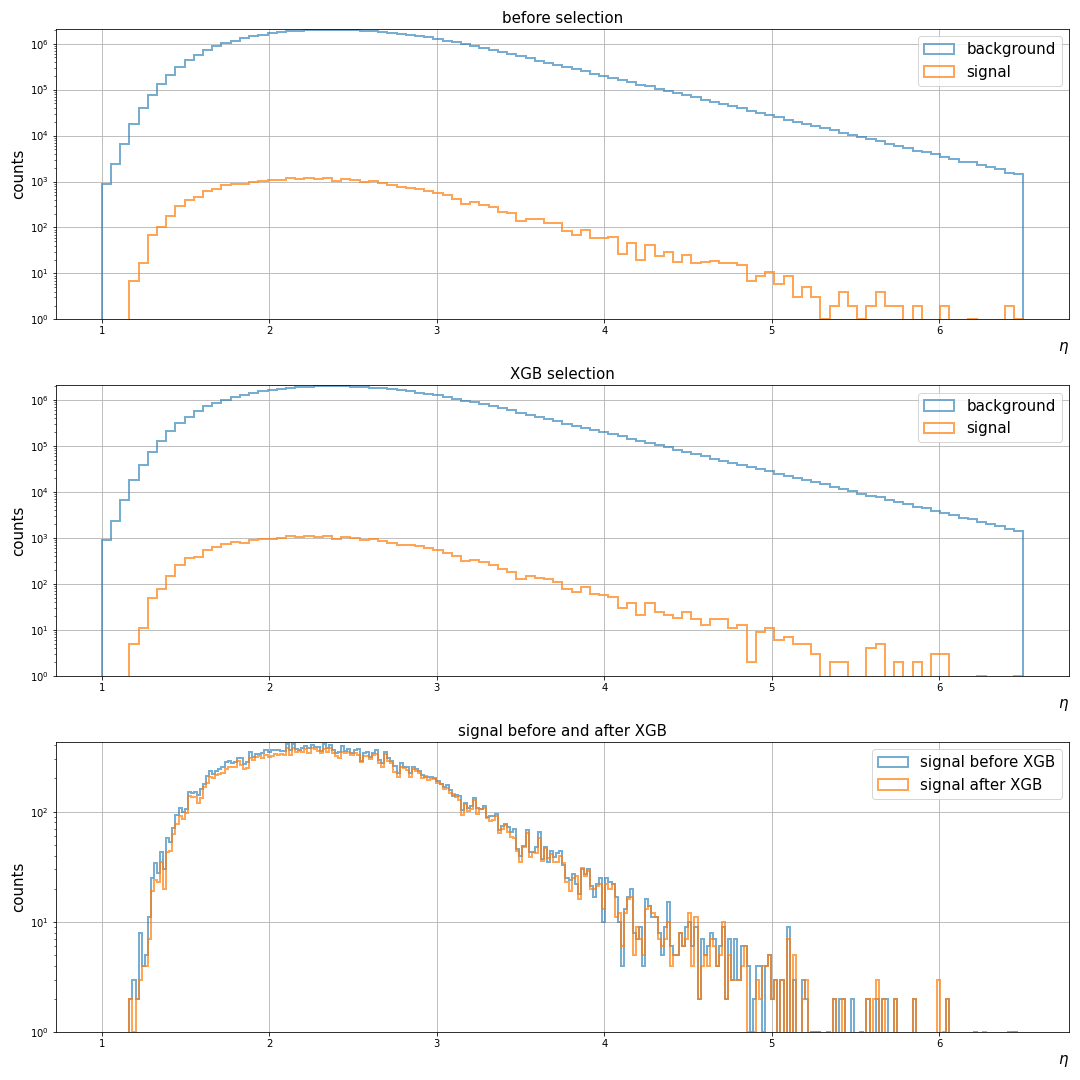 before selection
background
signal
counts
10⁶
10⁵
10⁴
10³
10²
10¹
10⁰
1 2 3 4 5 6
η
XGB selection
background
signal
counts
10⁶
10⁵
10⁴
10³
10²
10¹
10⁰
1 2 3 4 5 6
η
signal before and after XGB
signal before XGB
signal after XGB
counts
10²
10¹
10⁰
1 2 3 4 5 6
η